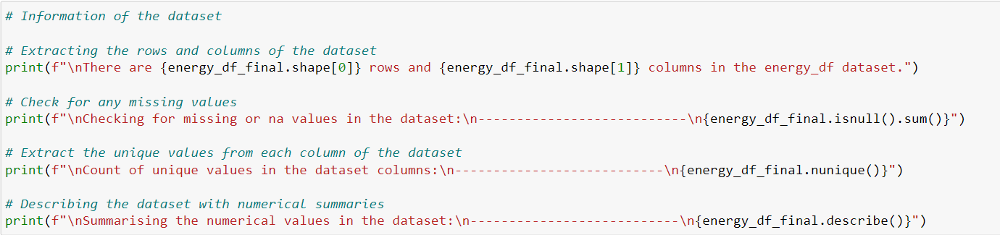 # Information of the dataset
# Extracting the rows and columns of the dataset
print(f"\nThere are {energy_df_final.shape[0]} rows and {energy_df_final.shape[1]} columns in the energy_df dataset.")
# Check for any missing values
print(f"\nChecking for missing or na values in the dataset:\n---------------------------\n{energy_df_final.isnull().sum()}")
# Extract the unique values from each column of the dataset
print(f"\nCount of unique values in the dataset columns:\n---------------------------\n{energy_df_final.nunique()}")
# Describing the dataset with numerical summaries
print(f"\nSummarising the numerical values in the dataset:\n---------------------------\n{energy_df_final.describe()}")